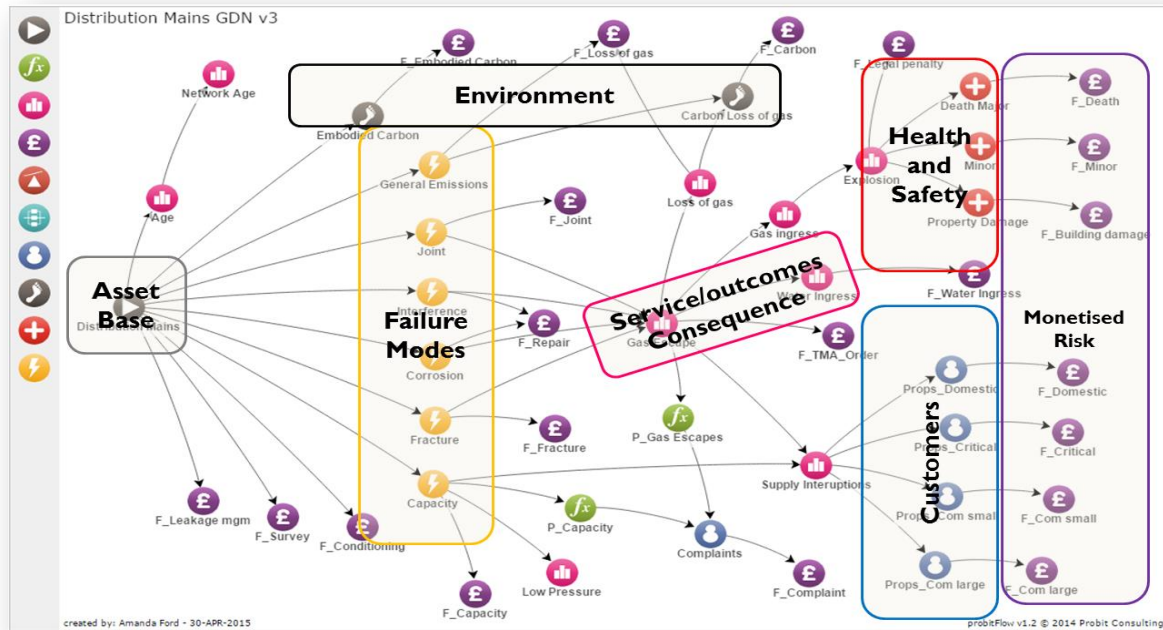 Distribution Mains GDN v3
F_Embodied Carbon
F_Loss of gas
F_Carbon
F_Legal penalty
Network Age
Environment
Embodied Carbon
Carbon Loss of gas
Death Major
F_Death
Health
and
Safety
General Emissions
Explosion
Minor
F_Minor
Age
F_Joint
Loss of gas
Gas ingress
Property Damage
F_Building damage
Joint
Asset
Base
Distribution Mains
Interference
Failure
Modes
F_Repair
Corrosion
Service/outcomes
Consequence
Water Ingress
Gas Escape
F_Water Ingress
F_TMA_Order
Monetised
Risk
Props_Domestic
F_Domestic
Fracture
F_Fracture
P_Gas Escapes
Props_Critical
F_Critical
Customers
Supply Interuptions
Capacity
Props_Com small
F_Com small
F_Leakage mgm
F_Survey
F_Conditioning
P_Capacity
Complaints
Low Pressure
F_Capacity
F_Complaint
Props_Com large
F_Com large
created by: Amanda Ford - 30-APR-2015
probitFlow v1.2 © 2014 Probit Consulting